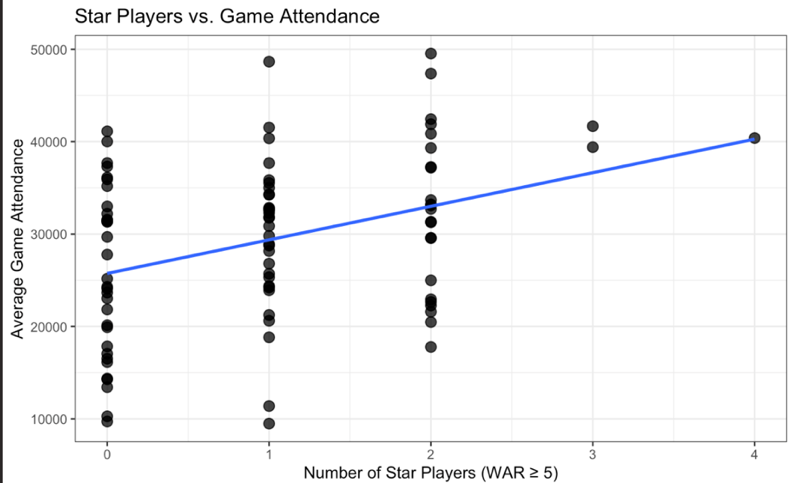 Star Players vs. Game Attendance
50000
40000
30000
20000
10000
Average Game Attendance
0 1 2 3 4
Number of Star Players (WAR ≥ 5)